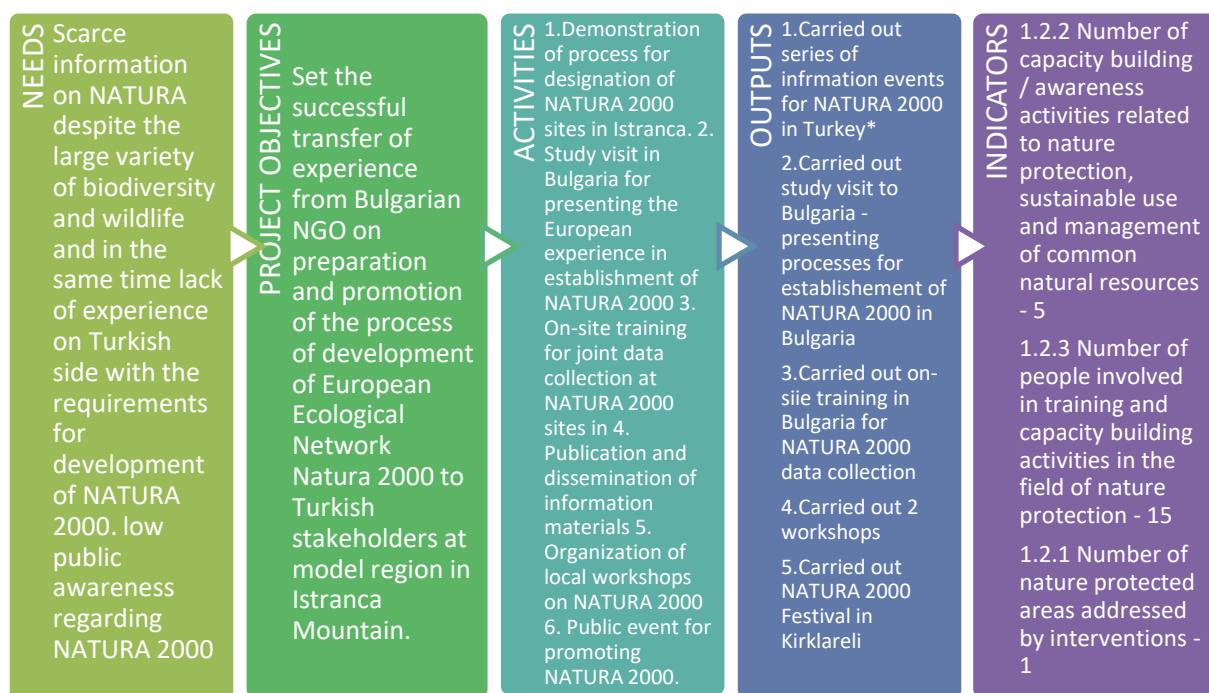 NEEDS
Scarce
information
on NATURA
despite the
large variety
of biodiversity
and wildlife
and in the
same time lack
of experience
on Turkish
side with the
requirements
for
development
of NATURA
2000. low
public
awareness
regarding
NATURA 2000
PROJECT OBJECTIVES
Set the
successful
transfer of
experience
from Bulgarian
NGO on
preparation
and promotion
of the process
of development
of European
Ecological
Network
Natura 2000 to
Turkish
stakeholders at
model region in
Istranca
Mountain.
ACTIVITIES
1.Demonstration
of process for
designation of
NATURA 2000
sites in Istranca. 2.
Study visit in
Bulgaria for
presenting the
European
experience in
establishment of
NATURA 2000 3.
On-site training
for joint data
collection at
NATURA 2000
sites in 4.
Publication and
dissemination of
information
materials 5.
Organization of
local workshops
on NATURA 2000
6. Public event for
promoting
NATURA 2000.
OUTPUTS
1.Carried out
series of
infrmation events
for NATURA 2000
in Turkey*
2.Carried out
study visit to
Bulgaria -
presenting
processes for
establishement of
NATURA 2000 in
Bulgaria
3.Carried out on-
siie training in
Bulgaria for
NATURA 2000
data collection
4.Carried out 2
workshops
5.Carried out
NATURA 2000
Festival in
Kirklareli
INDICATORS
1.2.2 Number of
capacity building
/ awareness
activities related
to nature
protection,
sustainable use
and management
of common
natural resources
- 5
1.2.3 Number of
people involved
in training and
capacity building
activities in the
field of nature
protection - 15
1.2.1 Number of
nature protected
areas addressed
by interventions -
1